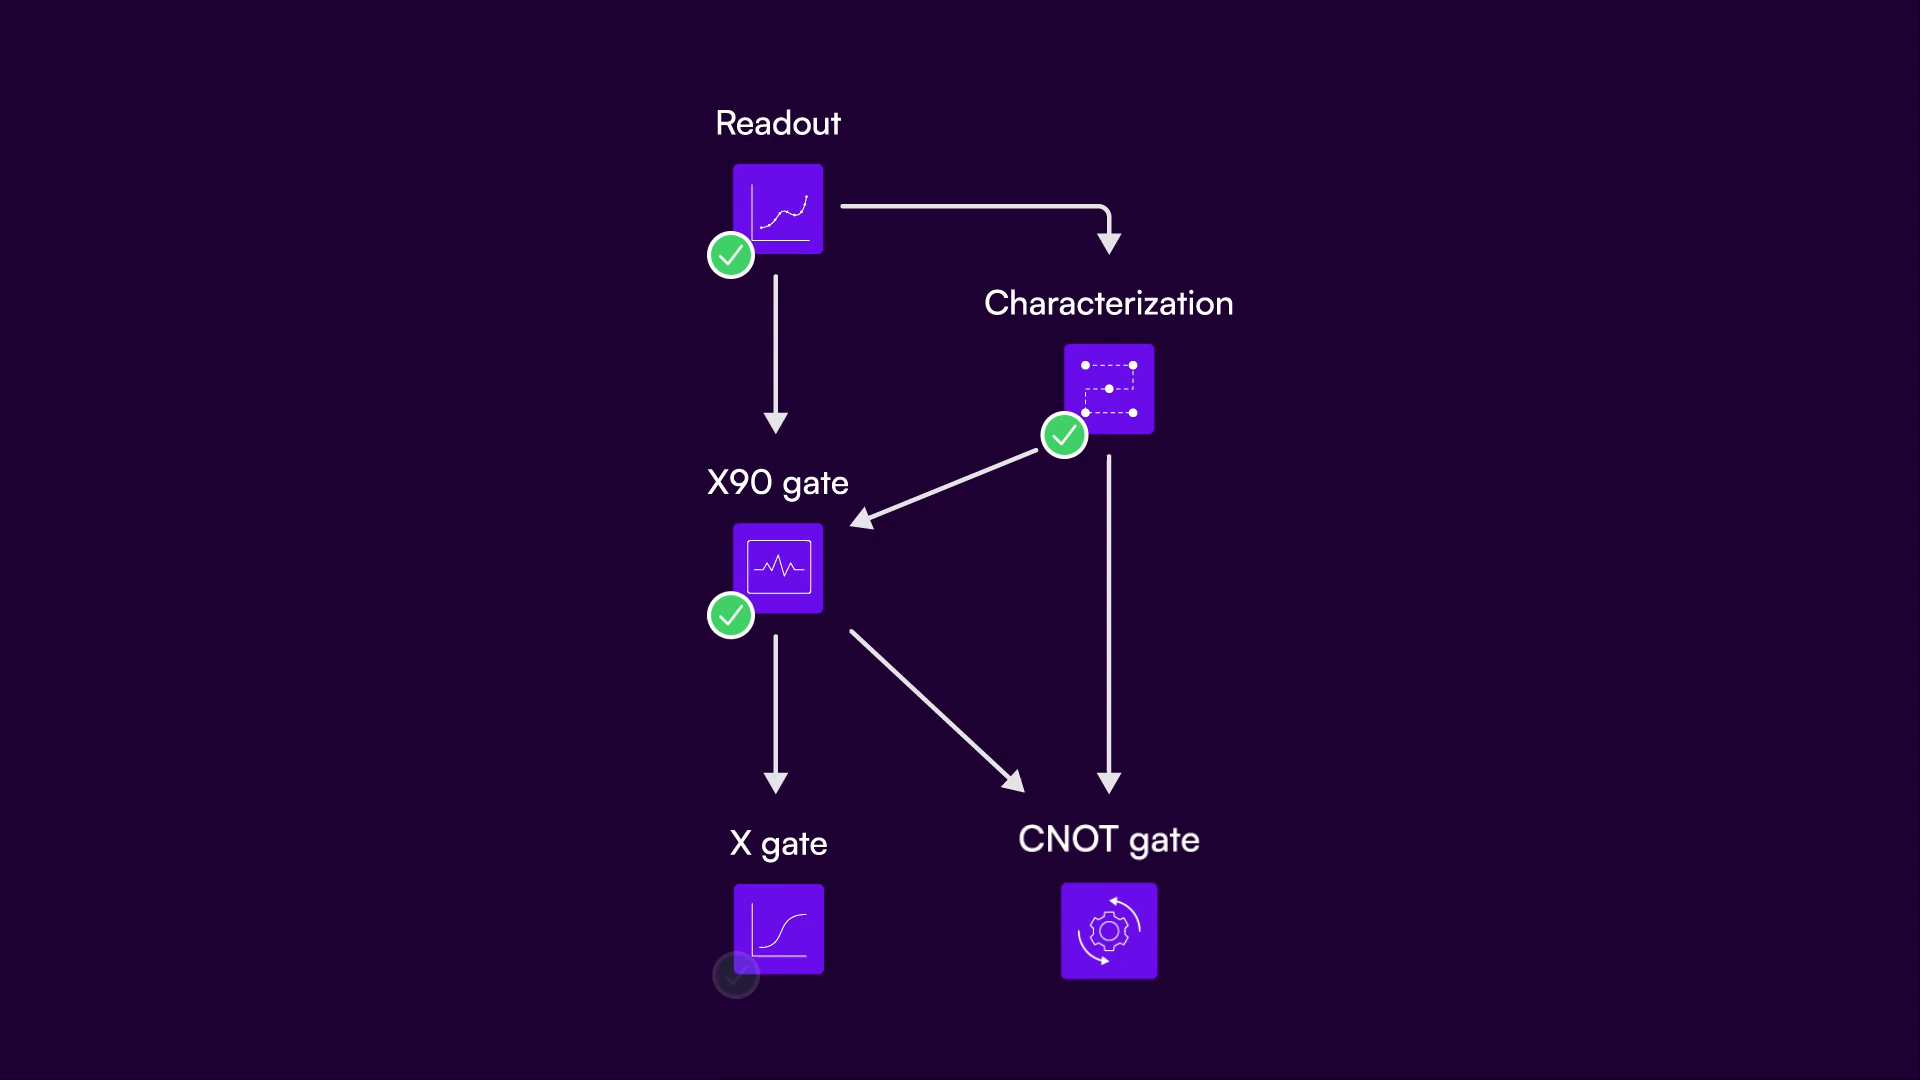 Readout
Characterization
X90 gate
X gate
CNOT gate